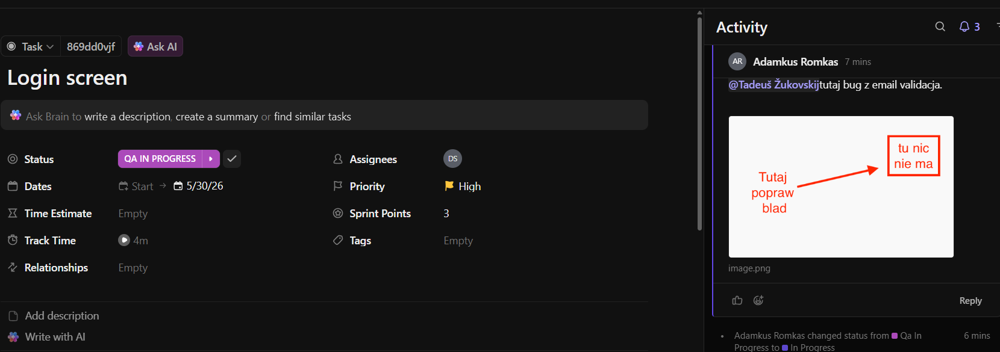 Task
869dd0vjf
Ask AI
Login screen
Ask Brain to write a description, create a summary or find similar tasks
Status
QA IN PROGRESS
Assignees
DS
Dates
Start → 5/30/26
Priority
High
Time Estimate
Empty
Sprint Points
3
Track Time
4m
Tags
Empty
Relationships
Empty
Add description
Write with AI
Activity
3
AR
Adamkus Romkas 7 mins
@Tadeuš Žukovskijtutaj bug z email validacja.
tu nic
nie ma
Tutaj
popraw
blad
image.png
Reply
Adamkus Romkas changed status from Qa In
6 mins
Progress to In Progress